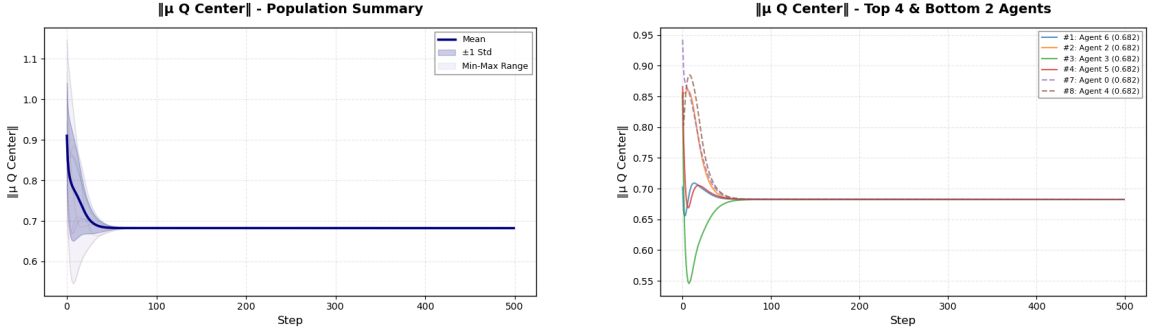 ‖μ Q Center‖ - Population Summary
‖μ Q Center‖
1.1
1.0
0.9
0.8
0.7
0.6
0
100
200
300
400
500
Step
Mean
±1 Std
Min-Max Range
‖μ Q Center‖ - Top 4 & Bottom 2 Agents
‖μ Q Center‖
0.95
0.90
0.85
0.80
0.75
0.70
0.65
0.60
0.55
0
100
200
300
400
500
Step
#1: Agent 6 (0.682)
#2: Agent 2 (0.682)
#3: Agent 3 (0.682)
#4: Agent 5 (0.682)
#7: Agent 0 (0.682)
#8: Agent 4 (0.682)